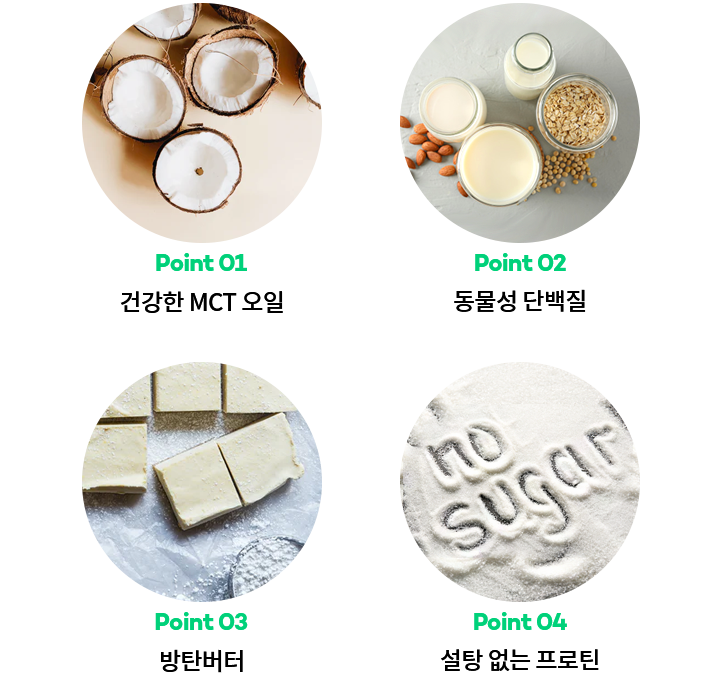 Point 01
건강한 MCT 오일
Point 02
동물성 단백질
Point 03
방탄버터
no
sugar
Point 04
설탕 없는 프로틴